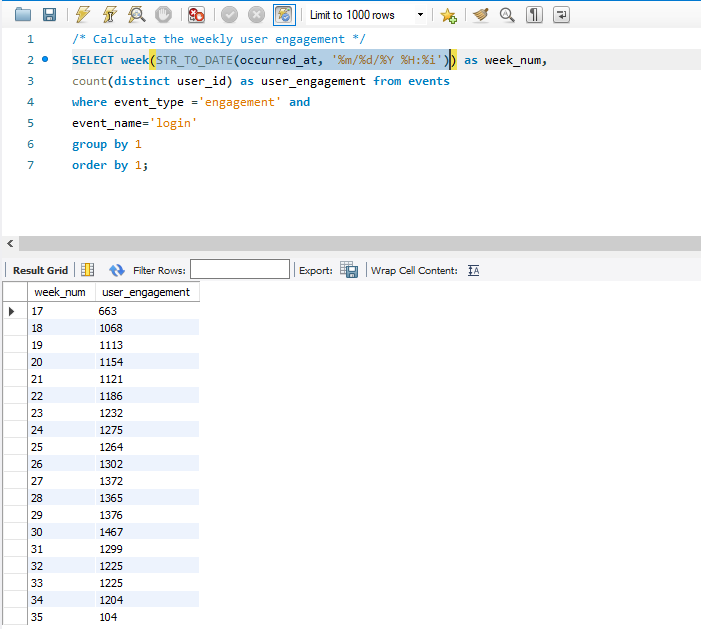 Limit to 1000 rows
1 /* Calculate the weekly user engagement */
2 SELECT week(STR_TO_DATE(occurred_at, '%m/%d/%Y %H:%i')) as week_num,
3 count(distinct user_id) as user_engagement from events
4 where event_type ='engagement' and
5 event_name='login'
6 group by 1
7 order by 1;
Result Grid Filter Rows: Export: Wrap Cell Content:
week_num user_engagement
17 663
18 1068
19 1113
20 1154
21 1121
22 1186
23 1232
24 1275
25 1264
26 1302
27 1372
28 1365
29 1376
30 1467
31 1299
32 1225
33 1225
34 1204
35 104